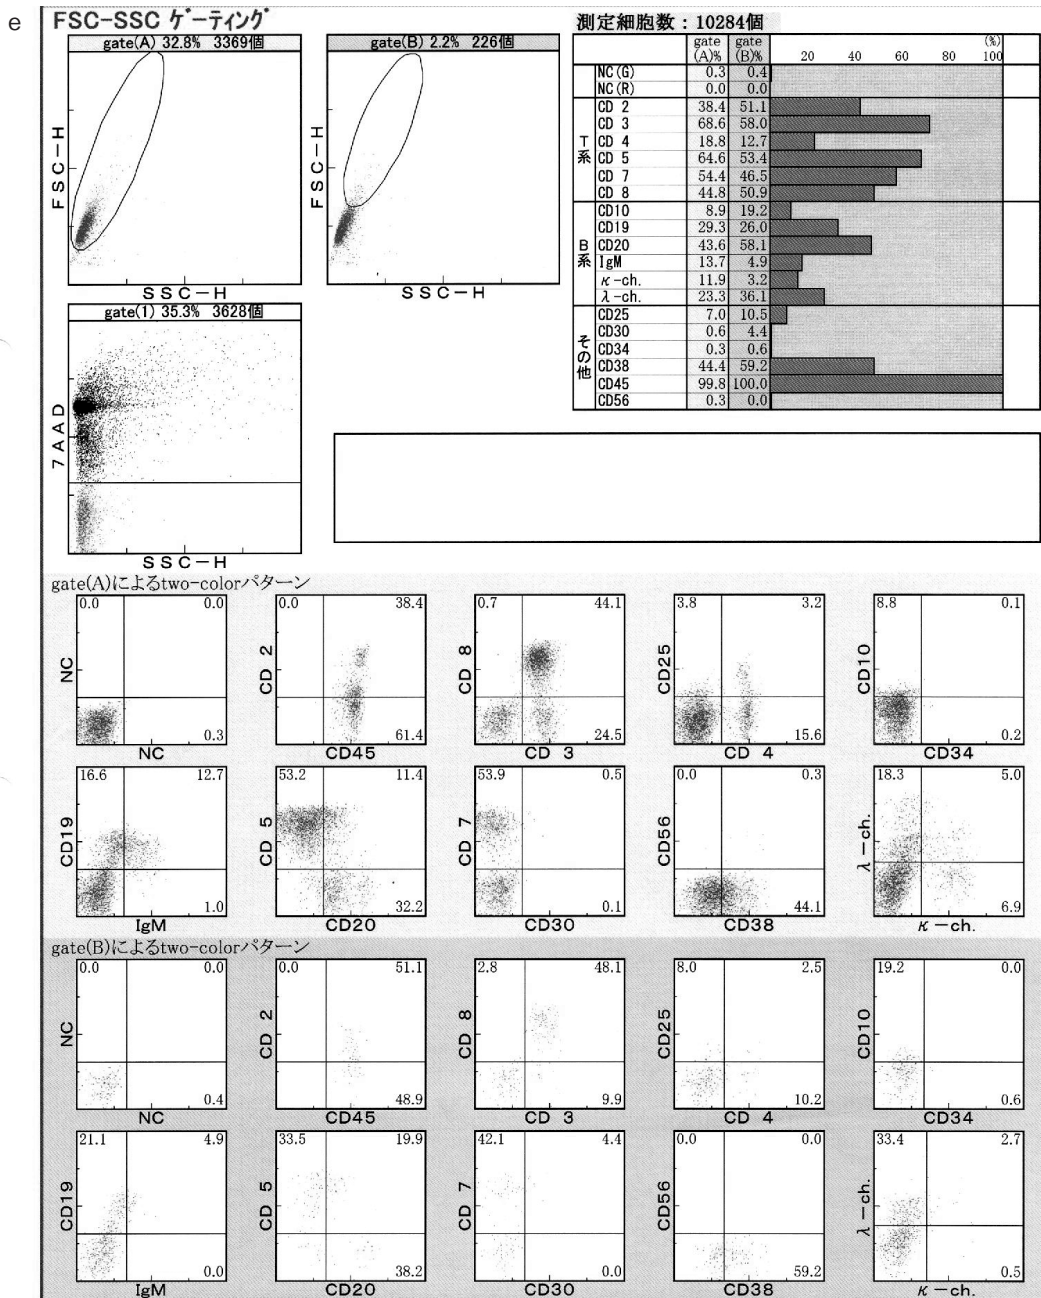 e
FSC-SSC ゲーティング
gate(A) 32.8% 3369個
FSC-H
SSC-H
gate(B) 2.2% 226個
FSC-H
SSC-H
gate(1) 35.3% 3628個
7AAD
SSC-H
測定細胞数：10284個
gate (A)% gate (B)% 20 40 60 80 100 (%)
NC(G) 0.3 0.4
NC(R) 0.0 0.0
T系
CD 2 38.4 51.1
CD 3 68.6 58.0
CD 4 18.8 12.7
CD 5 64.6 53.4
CD 7 54.4 46.5
CD 8 44.8 50.9
B系
CD10 8.9 19.2
CD19 29.3 26.0
CD20 43.6 58.1
IgM 13.7 4.9
κ-ch. 11.9 3.2
λ-ch. 23.3 36.1
その他
CD25 7.0 10.5
CD30 0.6 4.4
CD34 0.3 0.6
CD38 44.4 59.2
CD45 99.8 100.0
CD56 0.3 0.0
gate(A)によるtwo-colorパターン
0.0 0.0
NC
0.3
NC
0.0 38.4
CD 2
61.4
CD45
0.7 44.1
CD 8
24.5
CD 3
3.8 3.2
CD25
15.6
CD 4
8.8 0.1
CD10
0.2
CD34
16.6 12.7
CD19
1.0
IgM
53.2 11.4
CD 5
32.2
CD20
53.9 0.5
CD 7
0.1
CD30
0.0 0.3
CD56
44.1
CD38
18.3 5.0
λ-ch.
6.9
κ-ch.
gate(B)によるtwo-colorパターン
0.0 0.0
NC
0.4
NC
0.0 51.1
CD 2
48.9
CD45
2.8 48.1
CD 8
9.9
CD 3
8.0 2.5
CD25
10.2
CD 4
19.2 0.0
CD10
0.6
CD34
21.1 4.9
CD19
0.0
IgM
33.5 19.9
CD 5
38.2
CD20
42.1 4.4
CD 7
0.0
CD30
0.0 0.0
CD56
59.2
CD38
33.4 2.7
λ-ch.
0.5
κ-ch.